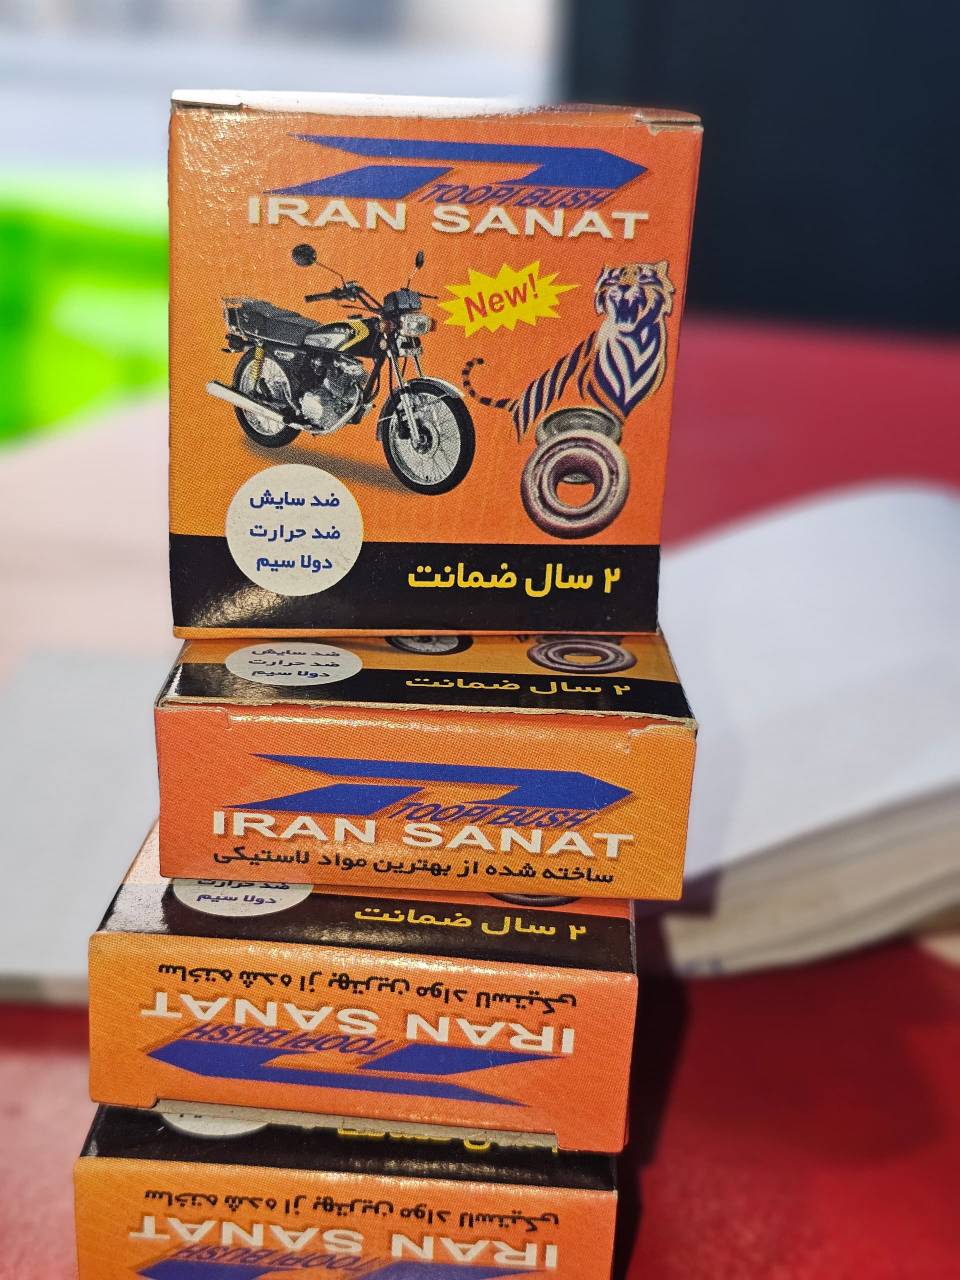 TOOPI BUSH
IRAN SANAT
New!
ضد سایش
ضد حرارت
دولا سیم
۲ سال ضمانت
ضد سایش
ضد حرارت
دولا سیم
۲ سال ضمانت
TOOPI BUSH
IRAN SANAT
ساخته شده از بهترین مواد لاستیکی
ضد حرارت
دولا سیم
۲ سال ضمانت
ساخته شده از بهترین مواد لاستیکی
IRAN SANAT
TOOPI BUSH
ساخته شده از بهترین مواد لاستیکی
IRAN SANAT
TOOPI BUSH